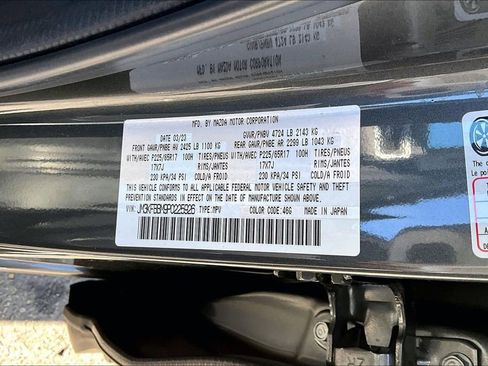 MFD. BY MAZDA MOTOR CORPORATION
DATE 03/23 GVWR/PNBV 4724 LB 2143 KG
FRONT GAWR/PNBE AV 2425 LB 1100 KG REAR GAWR/PNBE AR 2299 LB 1043 KG
WITH/AVEC P225/65R17 100H TIRES/PNEUS WITH/AVEC P225/65R17 100H TIRES/PNEUS
17X7J RIMS/JANTES 17X7J RIMS/JANTES
230 KPA/34 PSI COLD/A FROID 230 KPA/34 PSI COLD/A FROID
THIS VEHICLE CONFORMS TO ALL APPLICABLE FEDERAL MOTOR VEHICLE SAFETY, BUMPER, AND THEFT
PREVENTION STANDARDS IN EFFECT ON THE DATE OF MANUFACTURE SHOWN ABOVE.
VIN: TYPE: MPV COLOR CODE: 46G MADE IN JAPAN